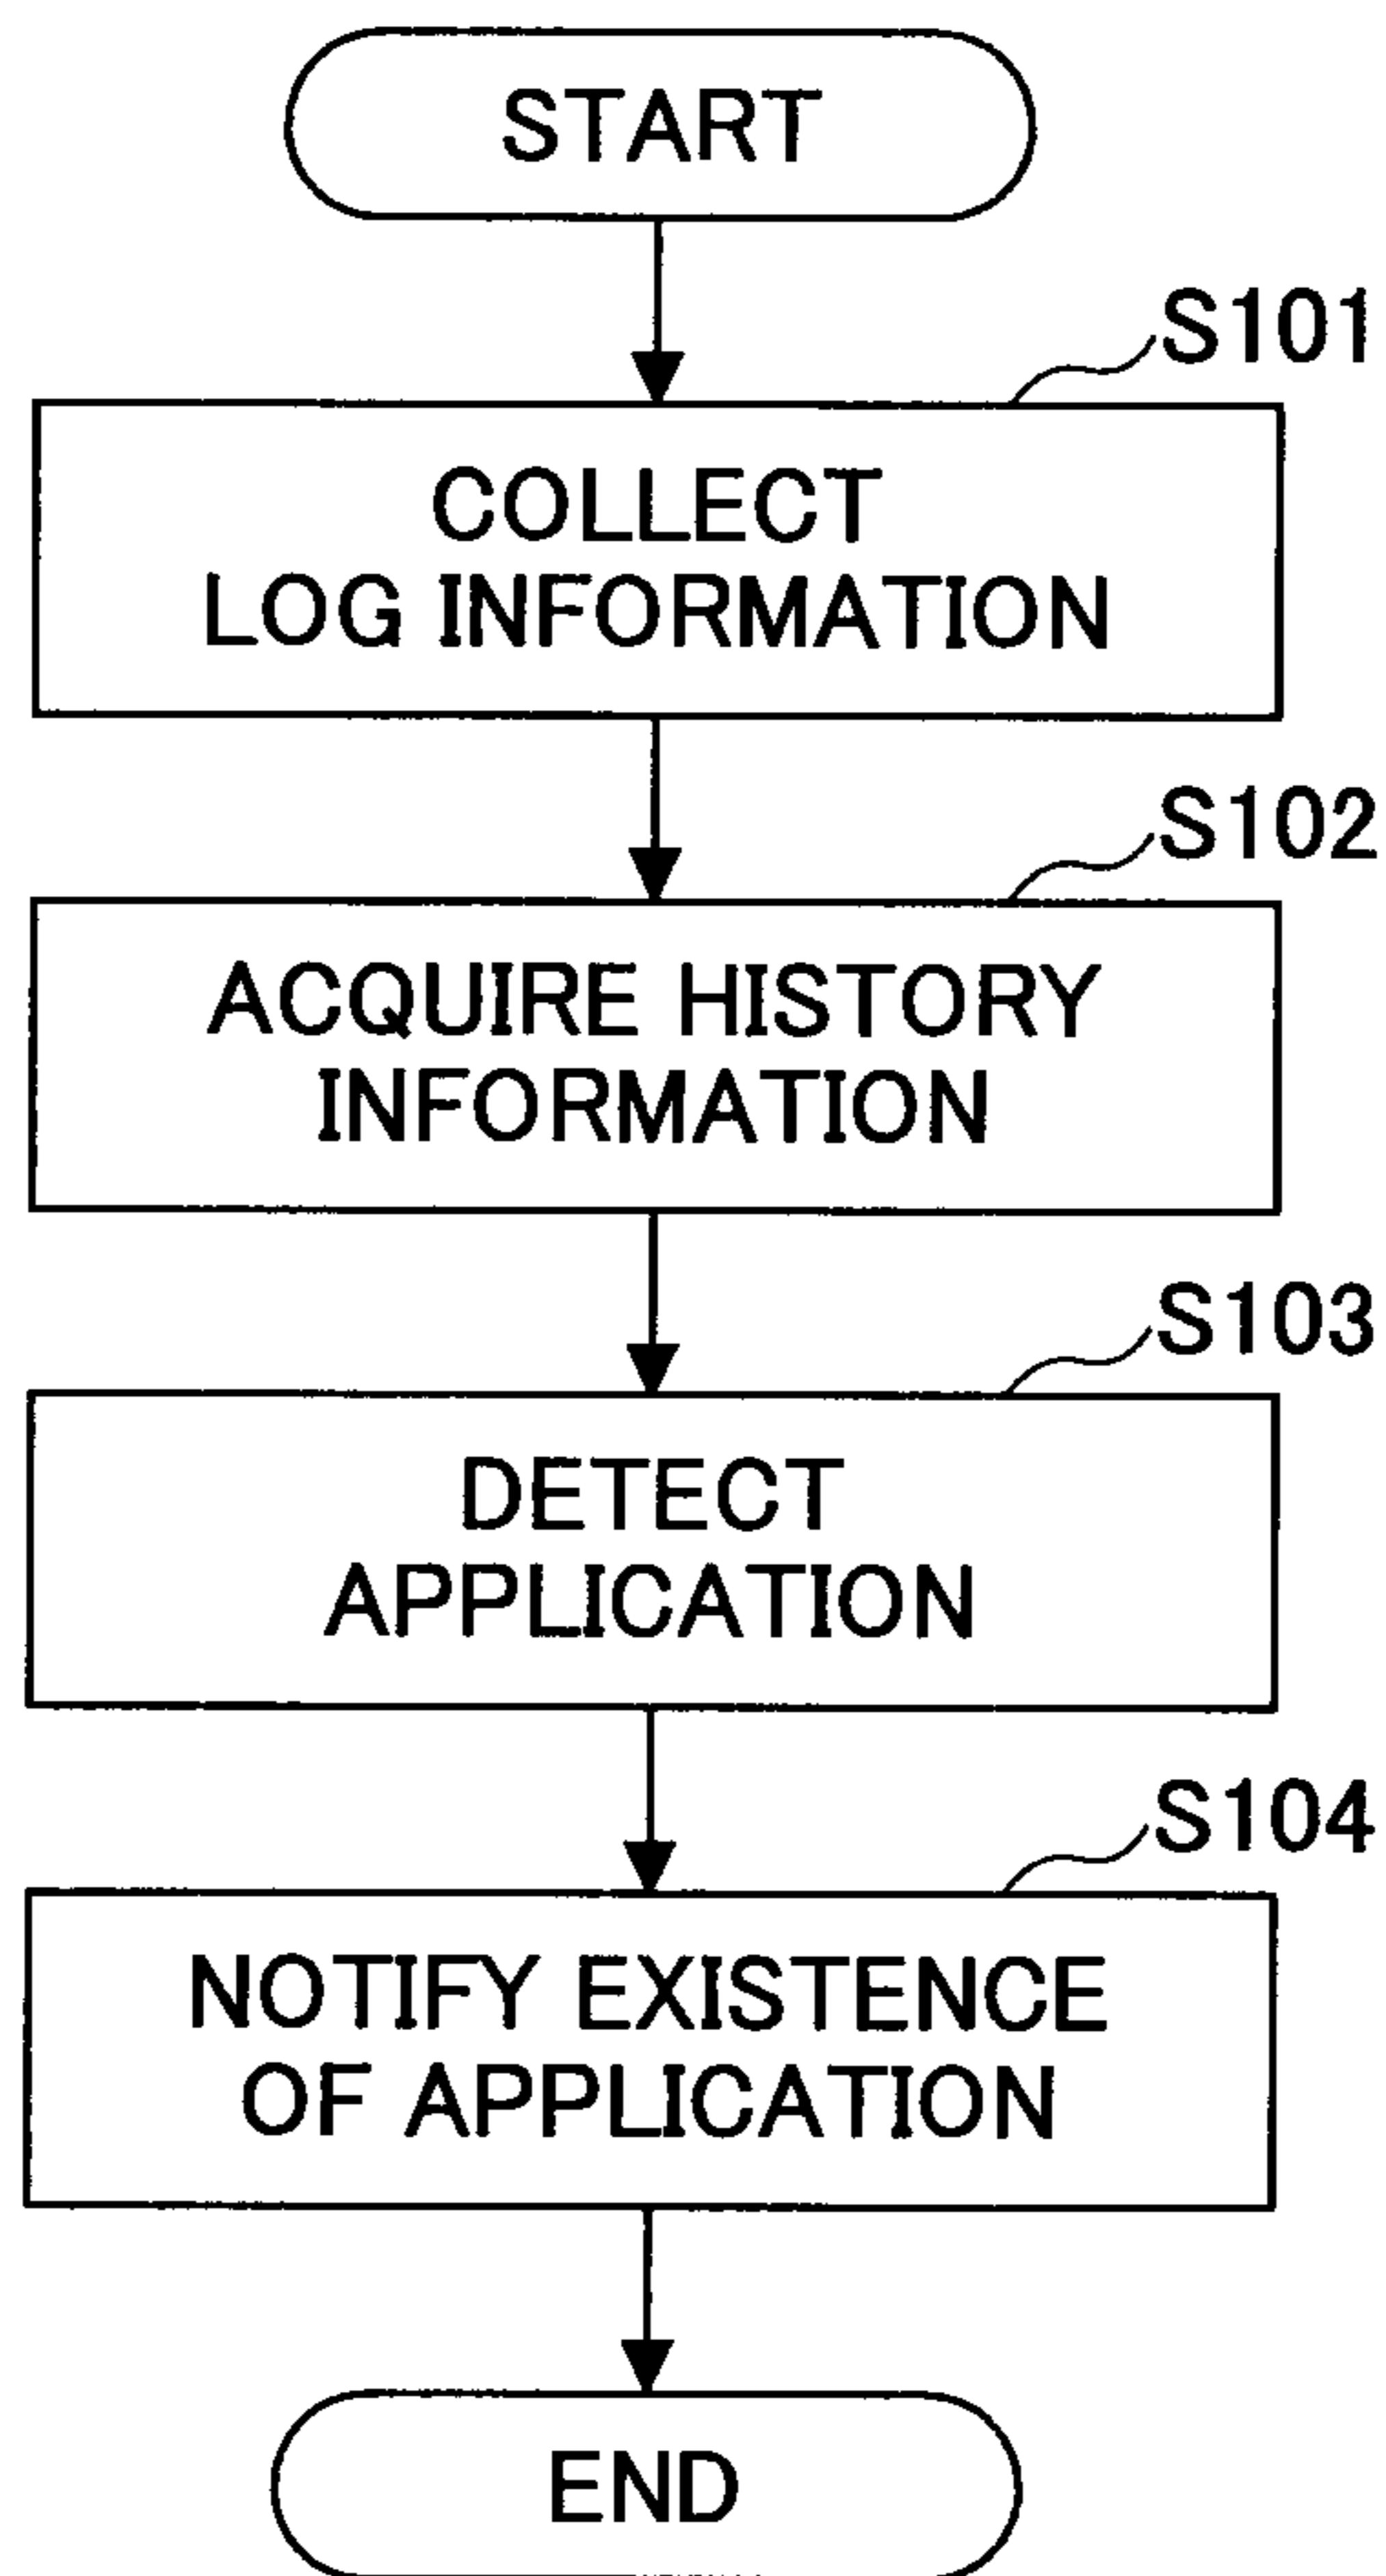 START
S101
COLLECT
LOG INFORMATION
S102
ACQUIRE HISTORY
INFORMATION
S103
DETECT
APPLICATION
S104
NOTIFY EXISTENCE
OF APPLICATION
END